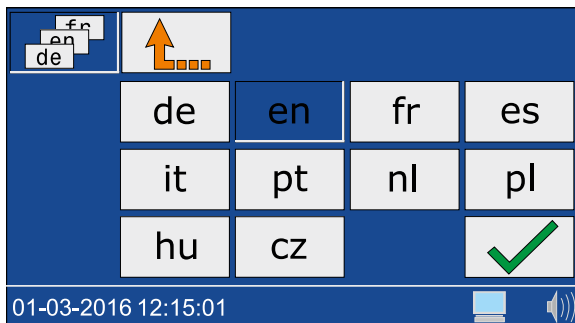 fr
en
de
de en fr es
it pt nl pl
hu cz
01-03-2016 12:15:01